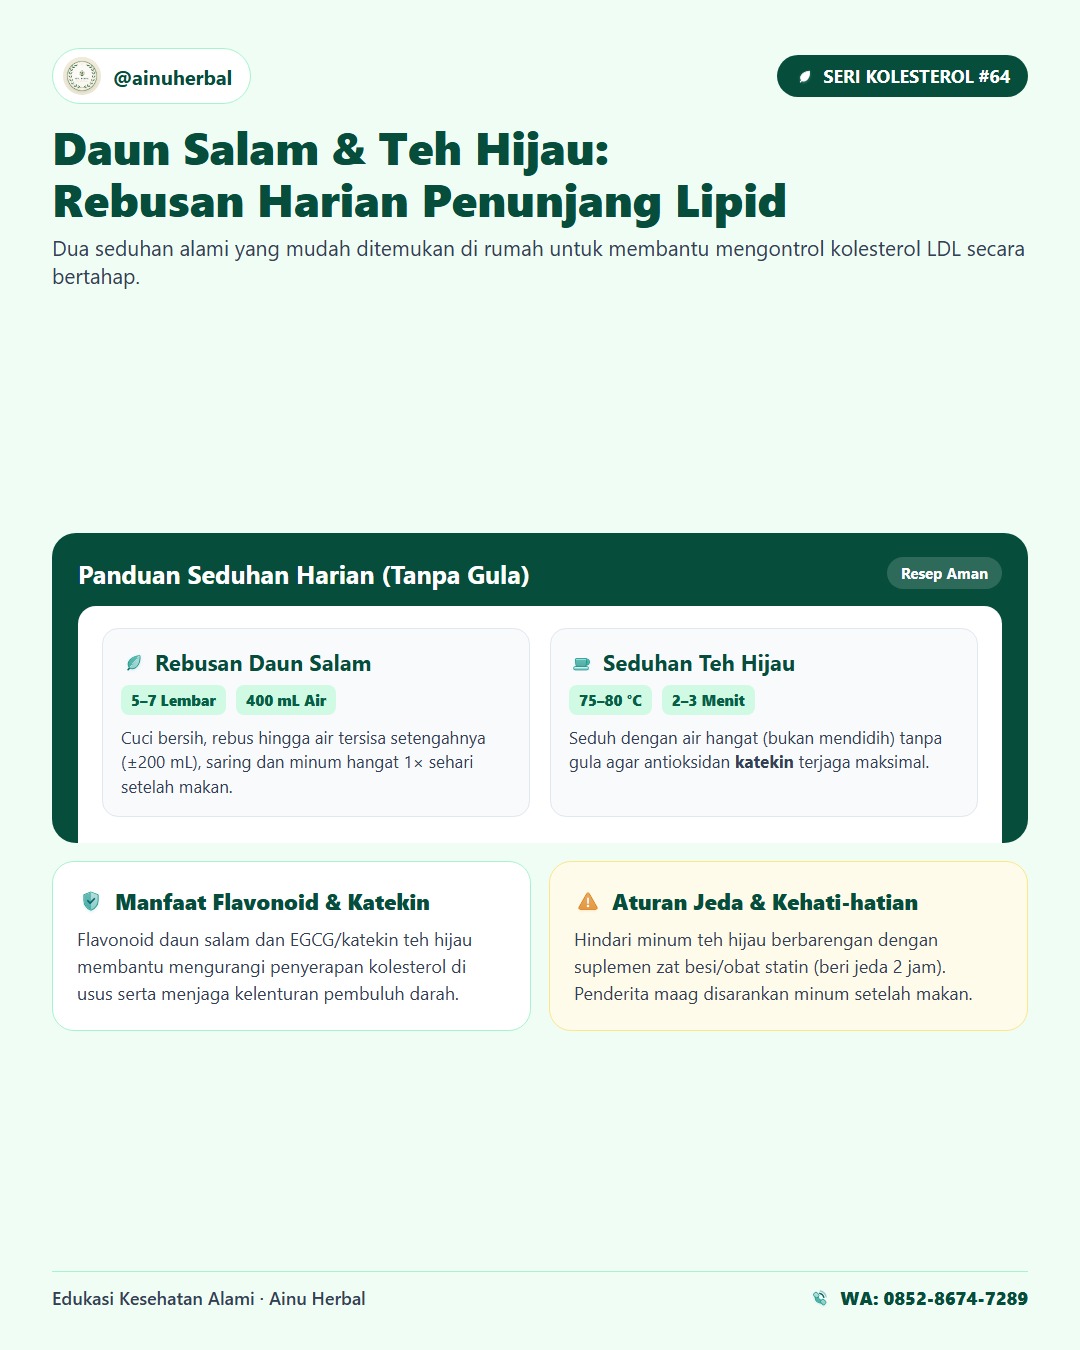 @ainuherbal
SERI KOLESTEROL #64
Daun Salam & Teh Hijau:
Rebusan Harian Penunjang Lipid
Dua seduhan alami yang mudah ditemukan di rumah untuk membantu mengontrol kolesterol LDL secara
bertahap.
Panduan Seduhan Harian (Tanpa Gula)
Resep Aman
Rebusan Daun Salam
5–7 Lembar
400 mL Air
Cuci bersih, rebus hingga air tersisa setengahnya
(±200 mL), saring dan minum hangat 1× sehari
setelah makan.
Seduhan Teh Hijau
75–80 °C
2–3 Menit
Seduh dengan air hangat (bukan mendidih) tanpa
gula agar antioksidan katekin terjaga maksimal.
Manfaat Flavonoid & Katekin
Flavonoid daun salam dan EGCG/katekin teh hijau
membantu mengurangi penyerapan kolesterol di
usus serta menjaga kelenturan pembuluh darah.
Aturan Jeda & Kehati-hatian
Hindari minum teh hijau berbarengan dengan
suplemen zat besi/obat statin (beri jeda 2 jam).
Penderita maag disarankan minum setelah makan.
Edukasi Kesehatan Alami · Ainu Herbal
WA: 0852-8674-7289